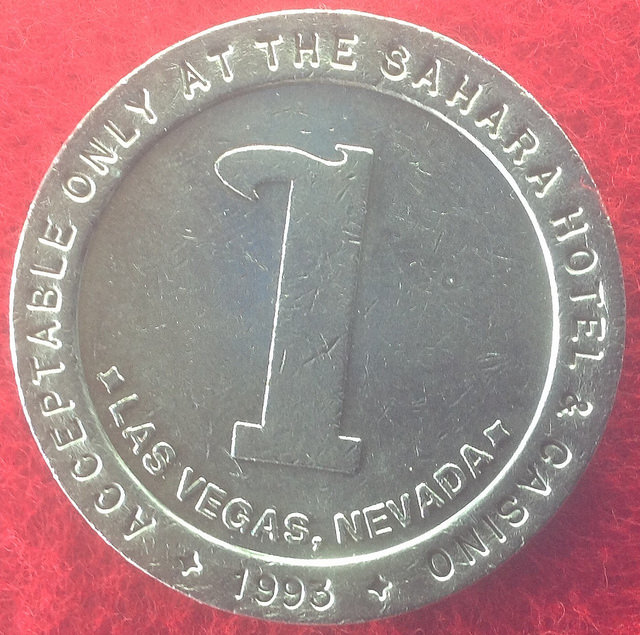 ACCEPTABLE ONLY AT THE SAHARA HOTEL & CASINO
1
LAS VEGAS, NEVADA
1993